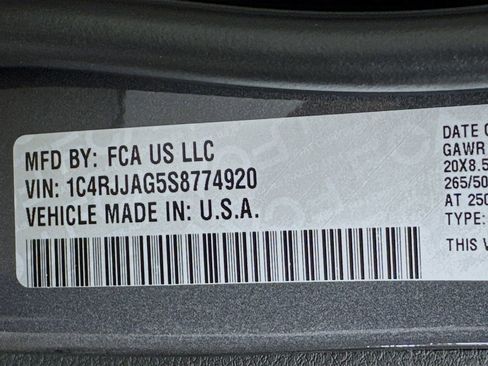 MFD BY: FCA US LLC
VIN: 1C4RJJAG5S8774920
VEHICLE MADE IN: U.S.A.
DATE O
GAWR
20X8.5
265/50
AT 250
TYPE:
THIS V